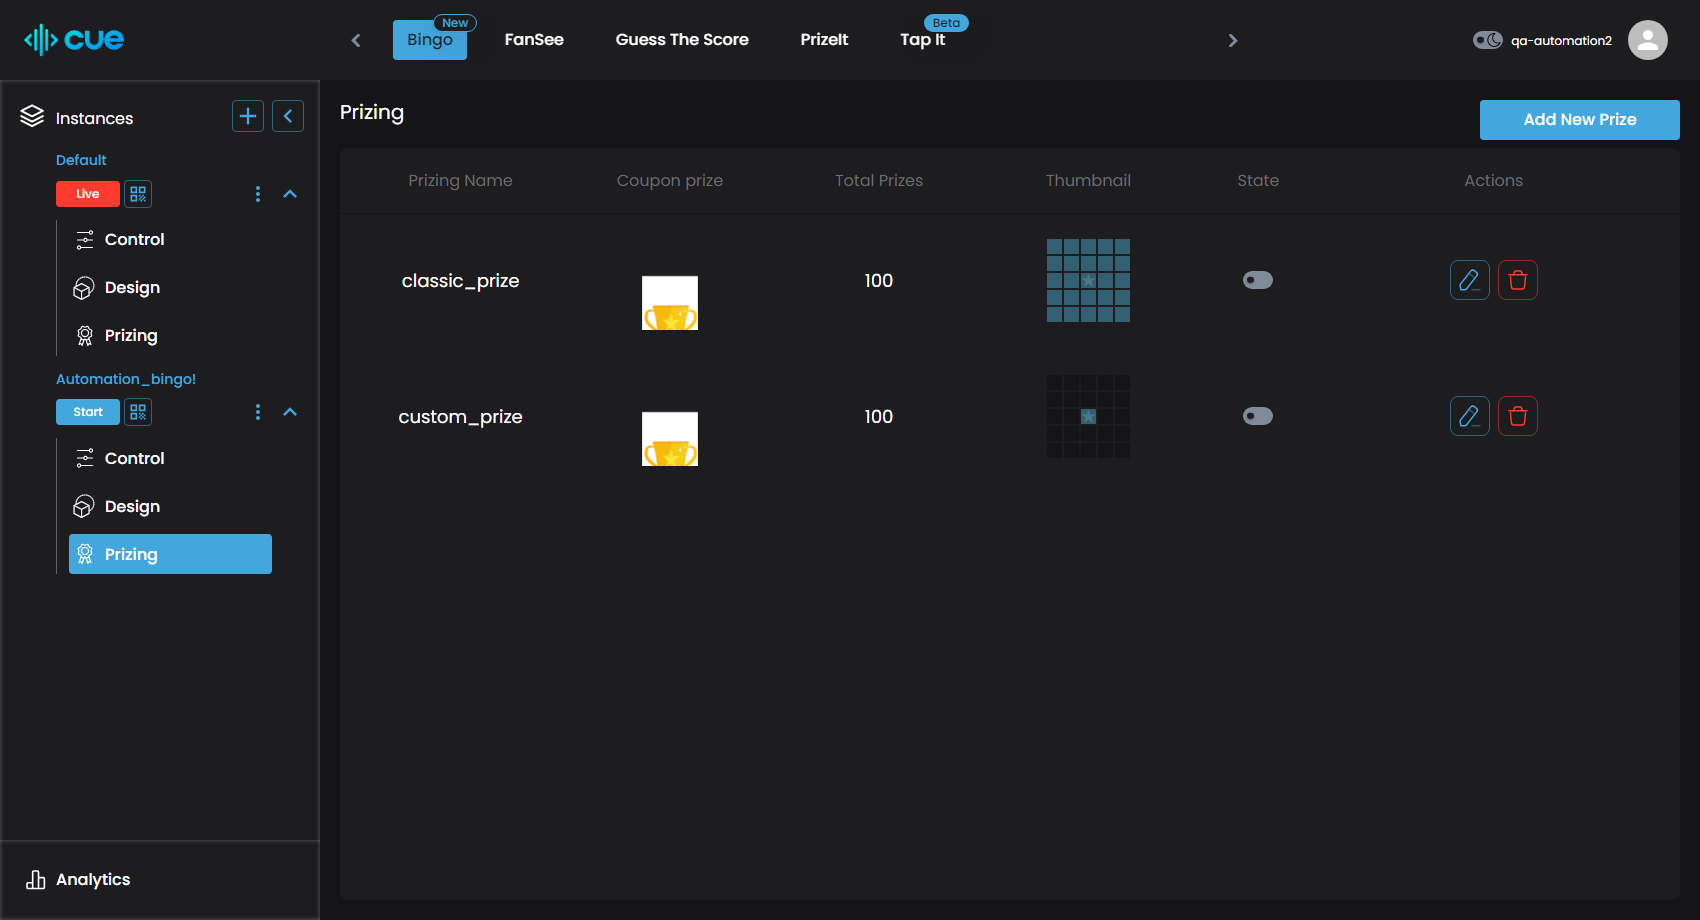 cue
Bingo
New
FanSee
Guess The Score
PrizeIt
Tap It
Beta
qa-automation2
Instances
Default
Live
Control
Design
Prizing
Automation_bingo!
Start
Control
Design
Prizing
Analytics
Prizing
Add New Prize
Prizing Name Coupon prize Total Prizes Thumbnail State Actions
classic_prize 100
custom_prize 100